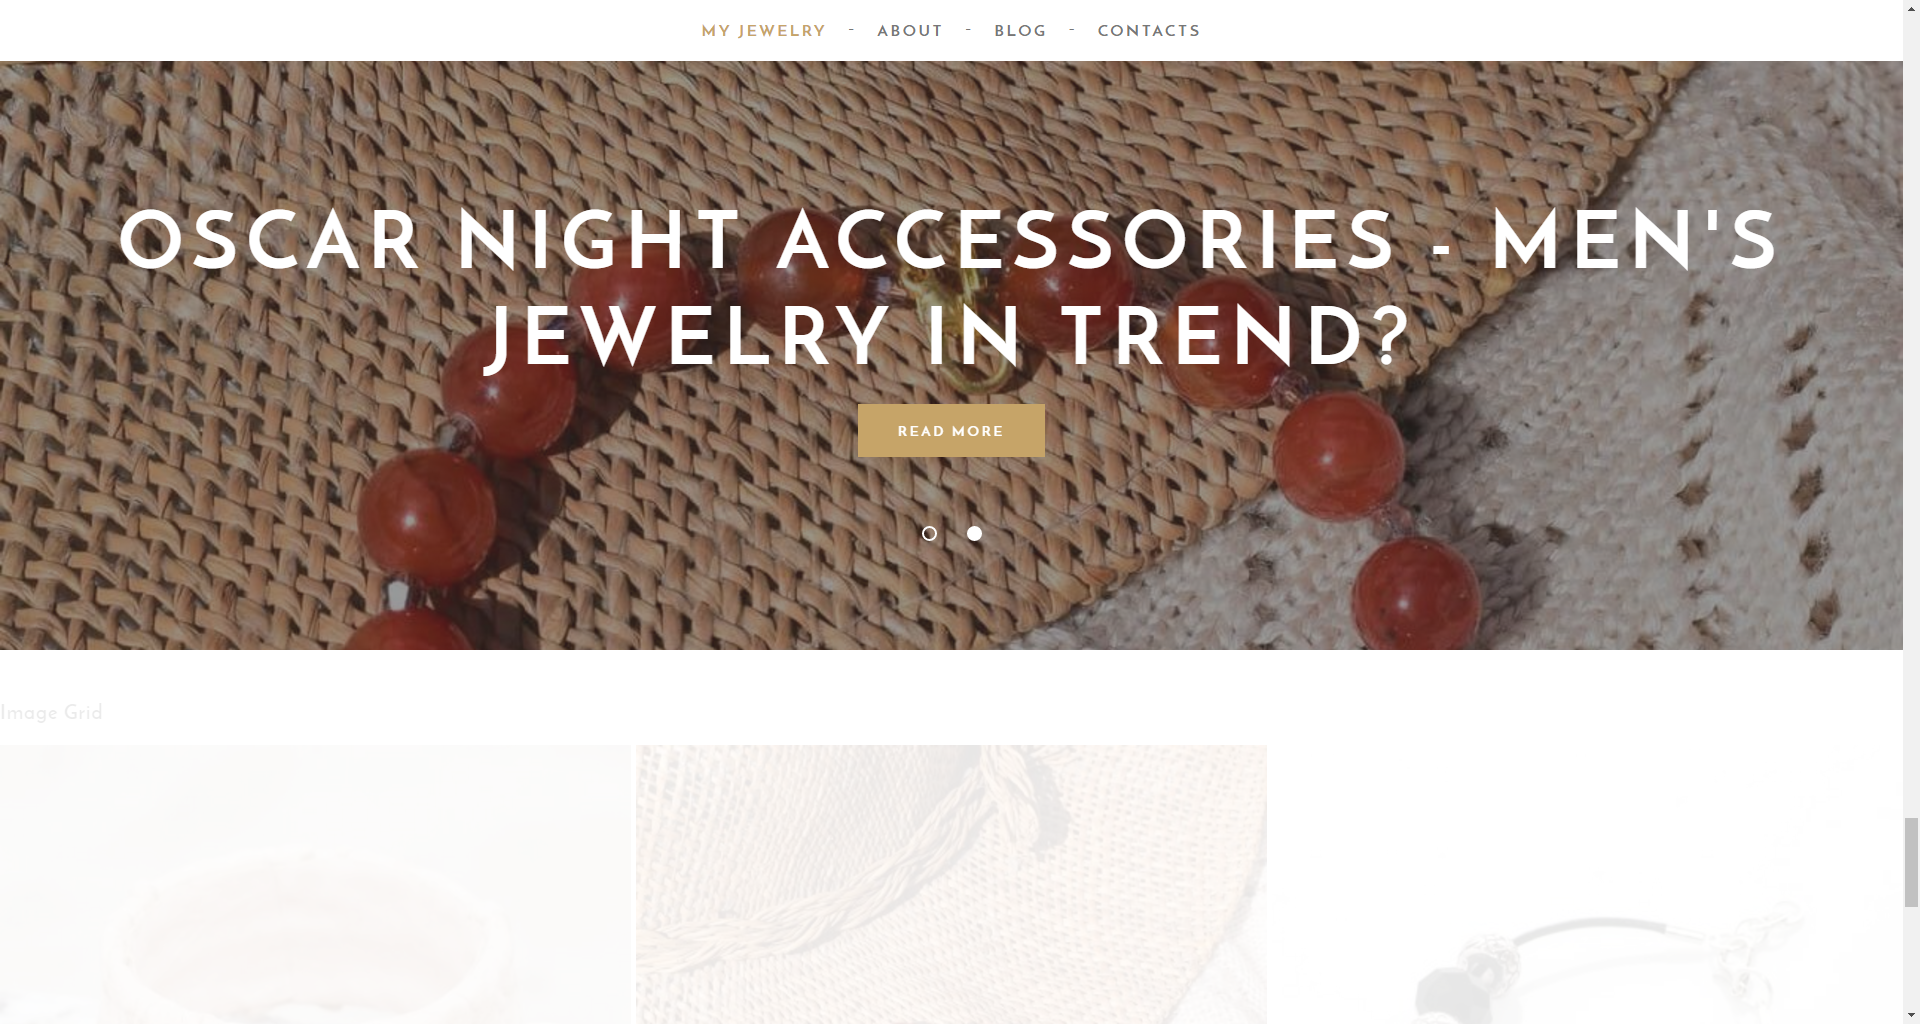 MY JEWELRY - ABOUT - BLOG - CONTACTS
OSCAR NIGHT ACCESSORIES - MEN'S
JEWELRY IN TREND?
READ MORE
Image Grid